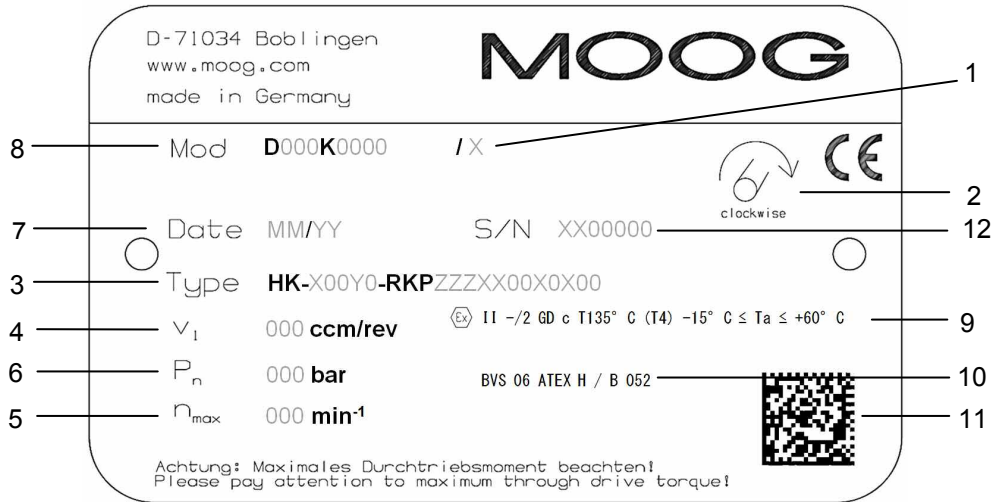 D-71034 Boblingen
www.moog.com
made in Germany
MOOG
1
8 Mod D000K0000 / X
CE
clockwise
2
7 Date MM/YY S/N XX00000 12
3 Type HK-X00Y0-RKPZZZXX00X0X00
4 V1 000 ccm/rev
Ex II -/2 GD c T135° C (T4) -15° C ≤ Ta ≤ +60° C 9
6 Pn 000 bar
BVS 06 ATEX H / B 052 10
5 nmax 000 min-1
11
Achtung: Maximales Durchtriebsmoment beachten!
Please pay attention to maximum through drive torque!